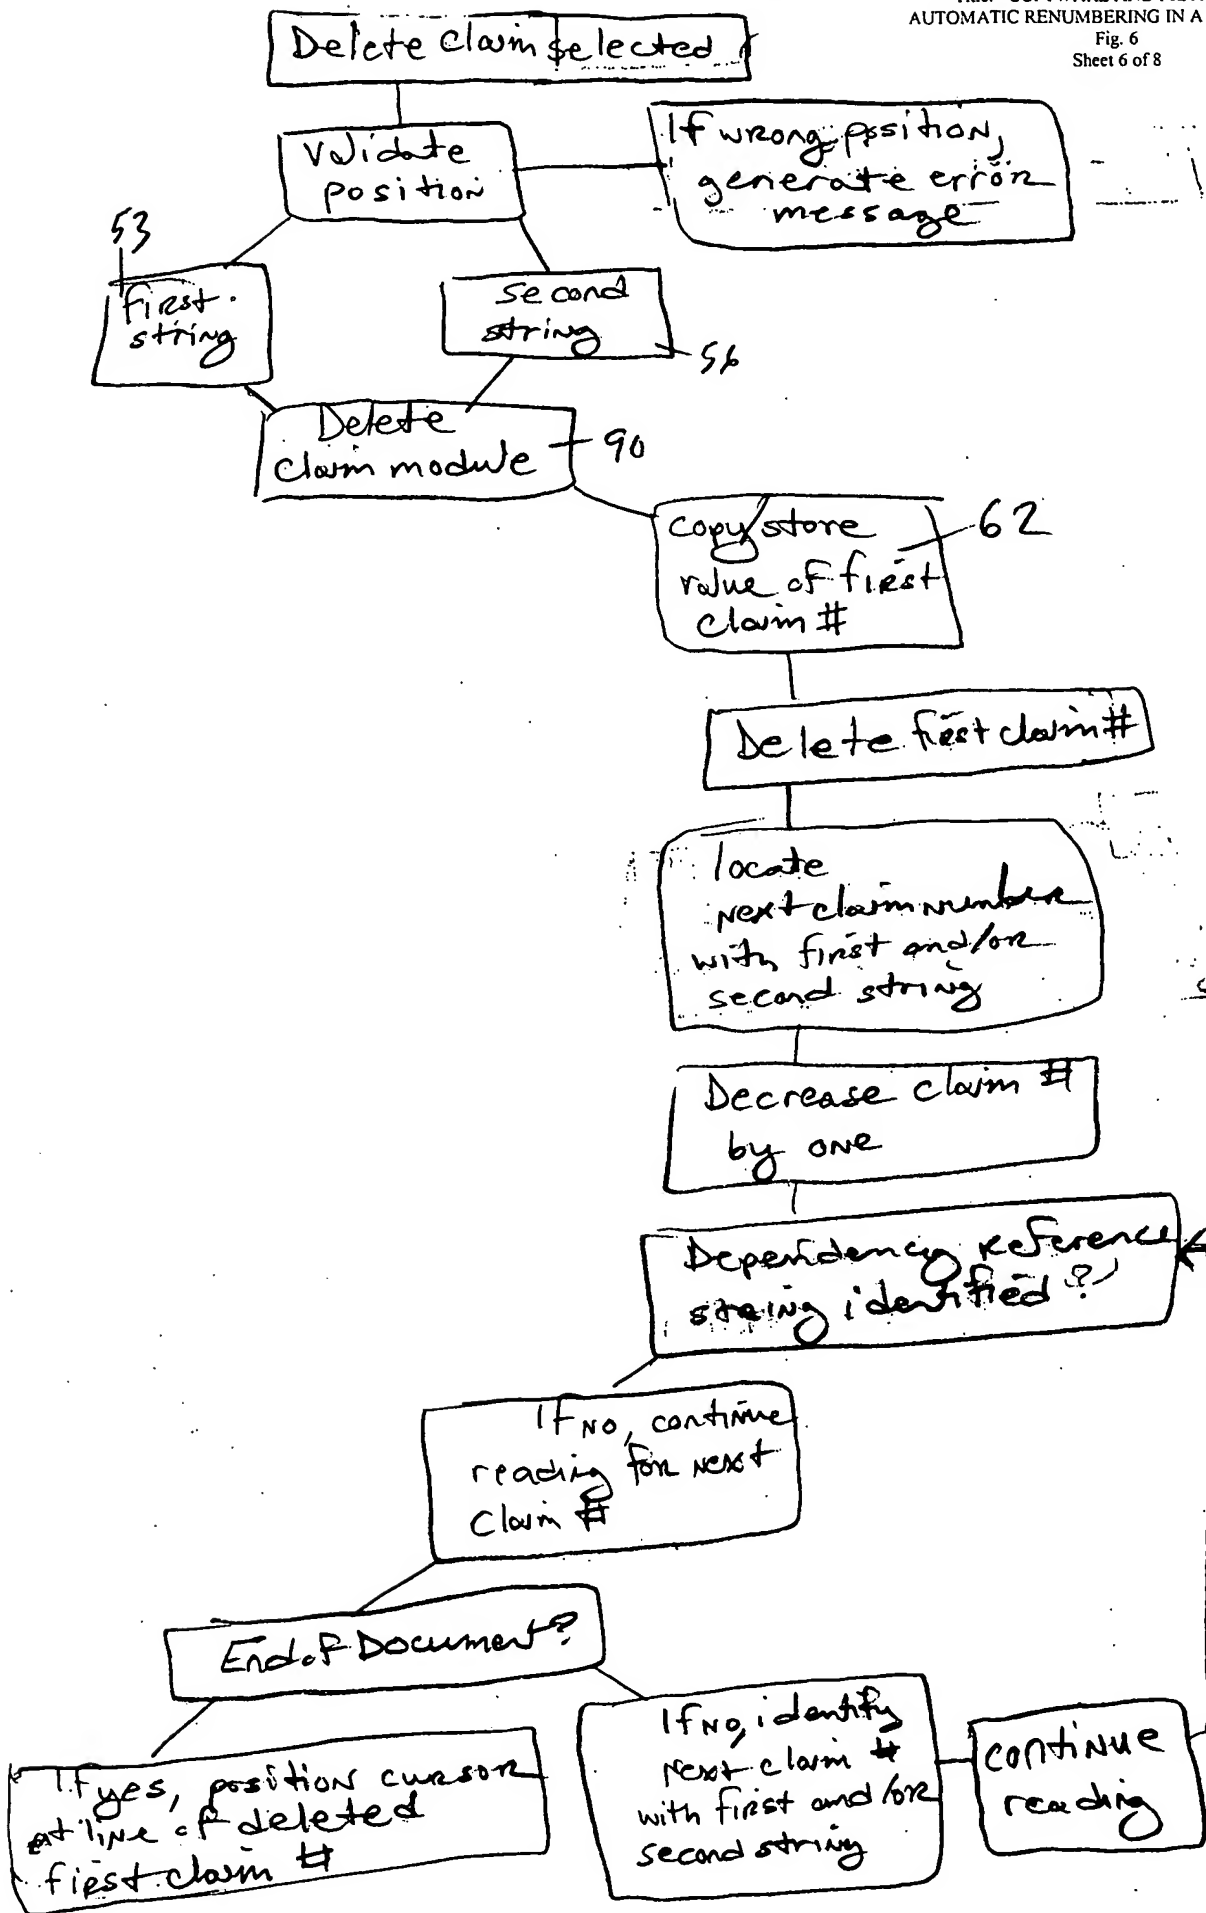 AUTOMATIC RENUMBERING IN A
Fig. 6
Sheet 6 of 8
Delete claim selected
Validate
position
If wrong position,
generate error
message
53
First
string
second
string
56
Delete
claim module
90
copy/store
value of first
claim #
62
Delete first claim #
locate
next claim number
with first and/or
second string
Decrease claim #
by one
Dependency reference
string identified?
If no, continue
reading for next
claim #
End of Document?
If yes, position cursor
at line of deleted
first claim #
If no, identify
next claim #
with first and/or
second string
continue
reading